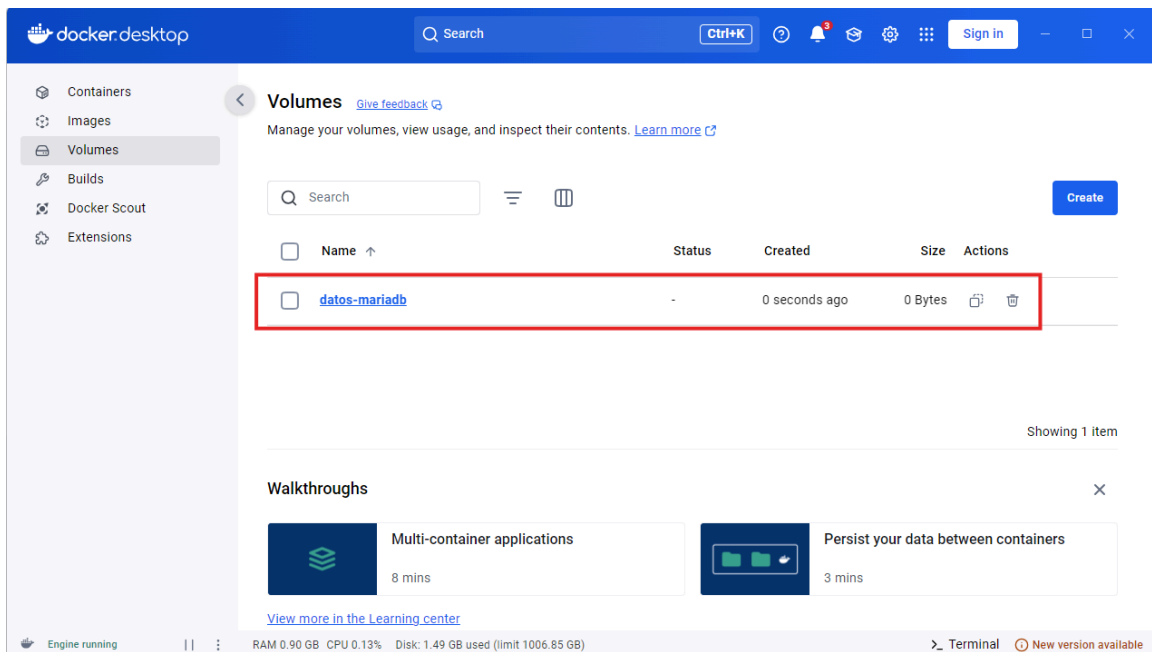 docker.desktop Search Ctrl+K 3 Sign in
Containers
Images
Volumes
Builds
Docker Scout
Extensions
Volumes Give feedback
Manage your volumes, view usage, and inspect their contents. Learn more
Search
Create
Name Status Created Size Actions
datos-mariadb - 0 seconds ago 0 Bytes
Showing 1 item
Walkthroughs
Multi-container applications
8 mins
Persist your data between containers
3 mins
View more in the Learning center
Engine running RAM 0.90 GB CPU 0.13% Disk: 1.49 GB used (limit 1006.85 GB) Terminal New version available